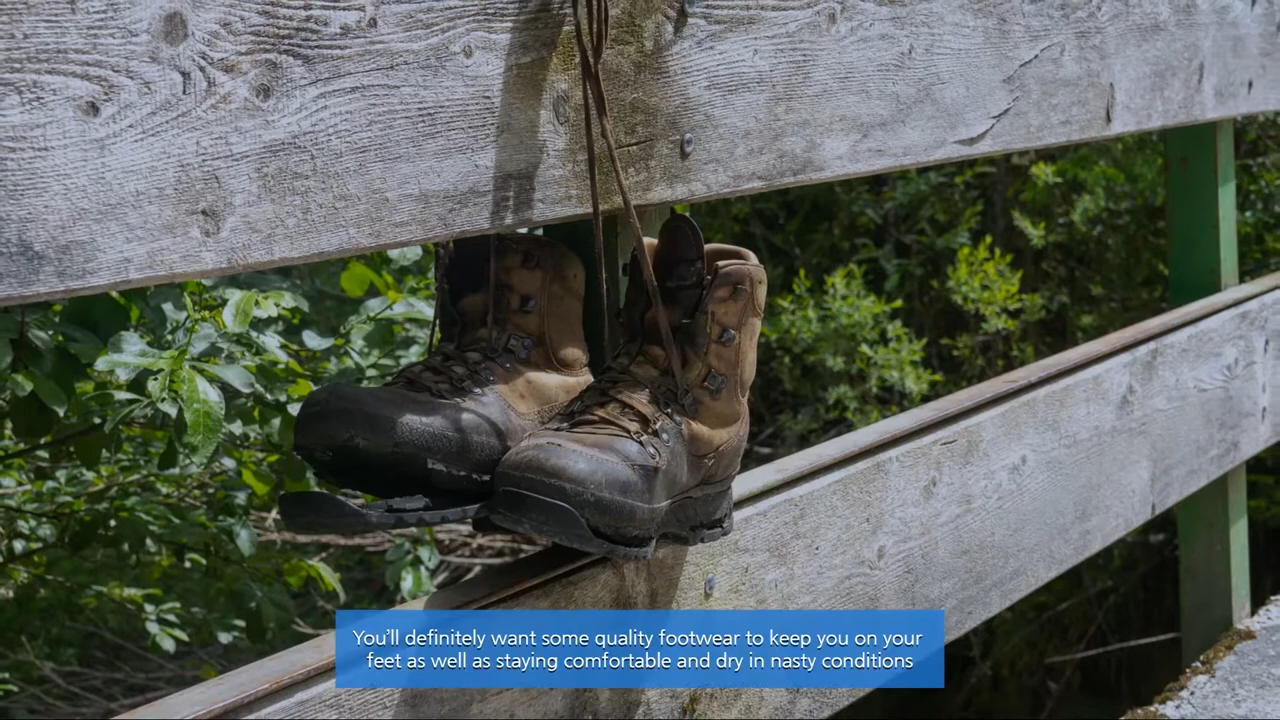 You’ll definitely want some quality footwear to keep you on your
feet as well as staying comfortable and dry in nasty conditions